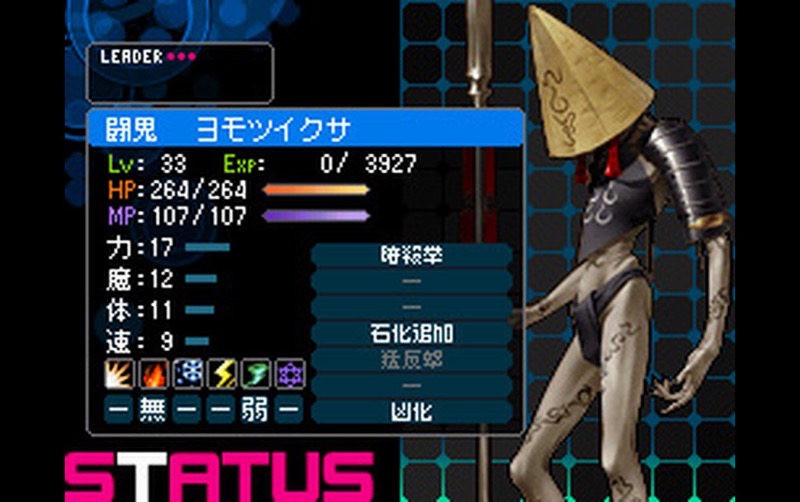 LEADER
闘鬼 ヨモツイクサ
Lv: 33 Exp: 0/ 3927
HP:264/264
MP:107/107
力:17
魔:12
体:11
速: 9
暗殺拳
—
—
石化追加
猛反撃
—
凶化
— 無 — — 弱 —
STATUS